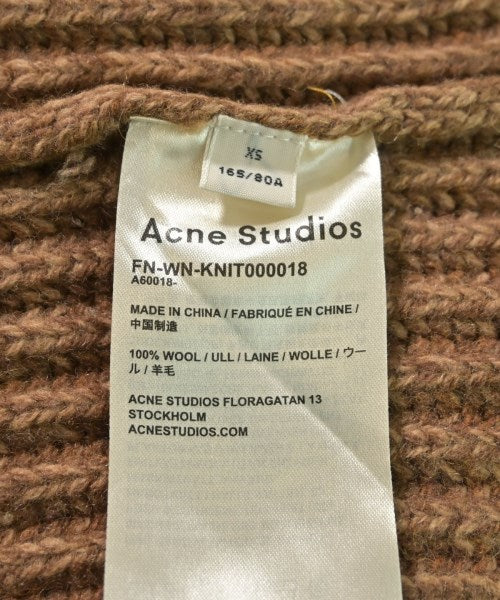 XS
165/80A
Acne Studios
FN-WN-KNIT000018
A60018-
MADE IN CHINA / FABRIQUÉ EN CHINE /
中国制造
100% WOOL / ULL / LAINE / WOLLE / ウー
ル / 羊毛
ACNE STUDIOS FLORAGATAN 13
STOCKHOLM
ACNESTUDIOS.COM